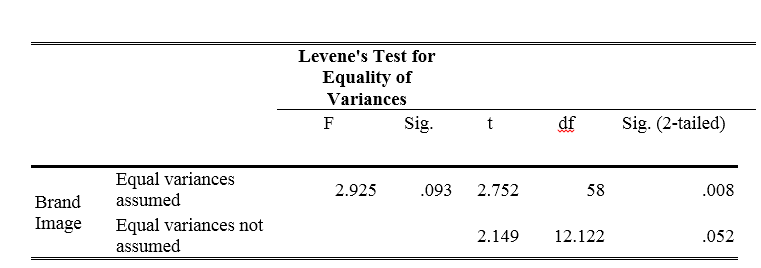 Levene's Test for
Equality of
Variances
F Sig. t df Sig. (2-tailed)
Brand Image Equal variances assumed 2.925 .093 2.752 58 .008
Equal variances not assumed 2.149 12.122 .052